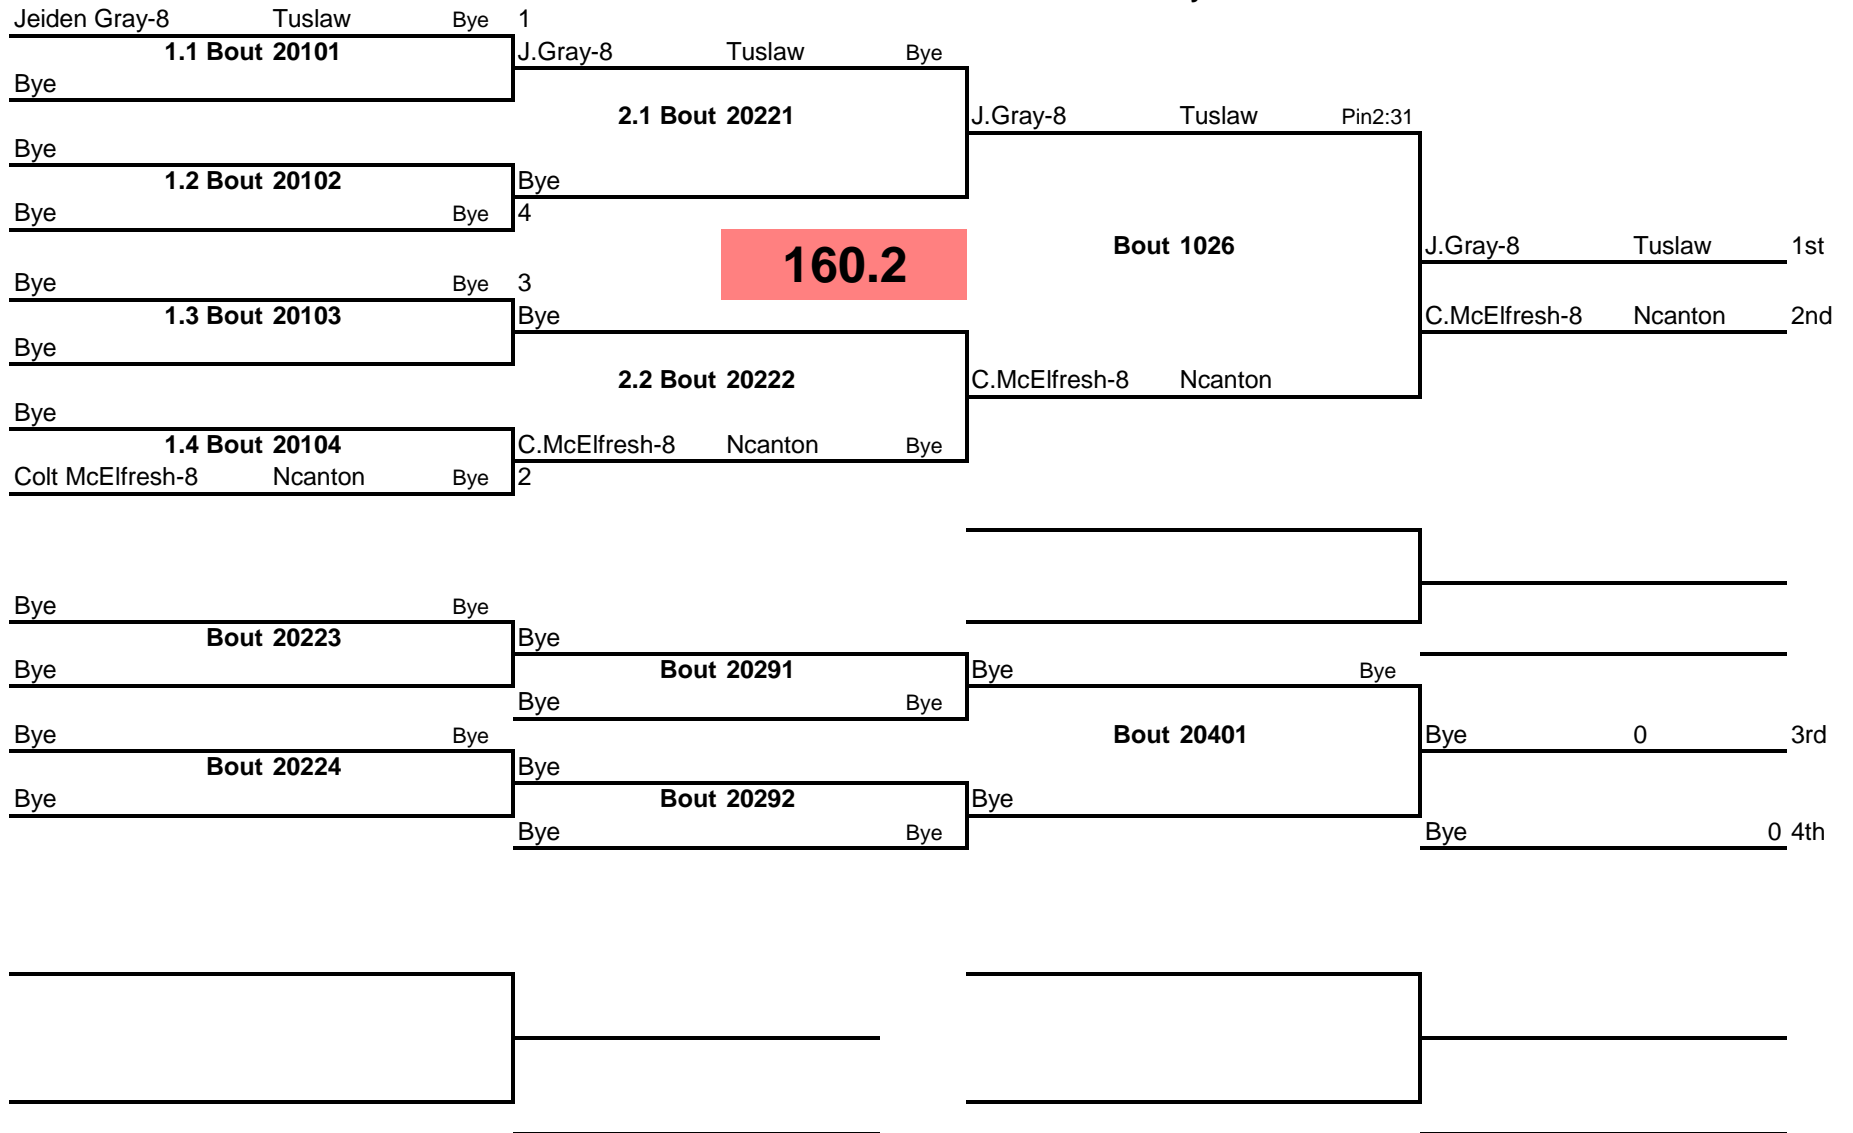 Jeiden Gray-8 Tuslaw Bye 1
1.1 Bout 20101 J.Gray-8 Tuslaw Bye
Bye
2.1 Bout 20221 J.Gray-8 Tuslaw Pin2:31
Bye
1.2 Bout 20102 Bye
Bye Bye 4
Bout 1026 J.Gray-8 Tuslaw 1st
160.2
Bye Bye 3
1.3 Bout 20103 Bye C.McElfresh-8 Ncanton 2nd
Bye
2.2 Bout 20222 C.McElfresh-8 Ncanton
Bye
1.4 Bout 20104 C.McElfresh-8 Ncanton Bye
Colt McElfresh-8 Ncanton Bye 2
Bye Bye
Bout 20223 Bye
Bye Bout 20291 Bye Bye
Bye Bye
Bye Bye Bout 20401 Bye 0 3rd
Bout 20224 Bye
Bye Bout 20292 Bye
Bye Bye Bye 0 4th